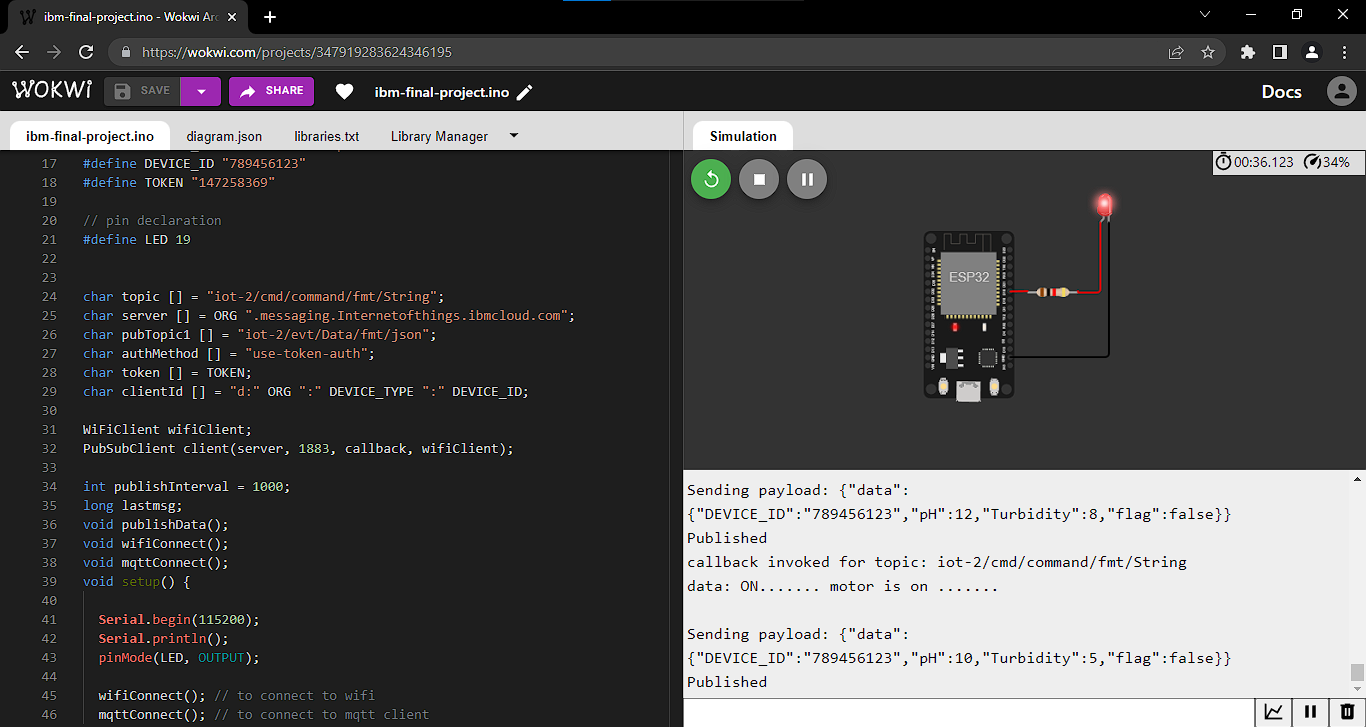 ibm-final-project.ino - Wokwi Ar
https://wokwi.com/projects/347919283624346195
WOKWI
SAVE
SHARE
ibm-final-project.ino
Docs
ibm-final-project.ino
diagram.json
libraries.txt
Library Manager
Simulation
17 #define DEVICE_ID "789456123"
18 #define TOKEN "147258369"
19
20 // pin declaration
21 #define LED 19
22
23
24 char topic [] = "iot-2/cmd/command/fmt/String";
25 char server [] = ORG ".messaging.Internetofthings.ibmcloud.com";
26 char pubTopic1 [] = "iot-2/evt/Data/fmt/json";
27 char authMethod [] = "use-token-auth";
28 char token [] = TOKEN;
29 char clientId [] = "d:" ORG ":" DEVICE_TYPE ":" DEVICE_ID;
30
31 WiFiClient wifiClient;
32 PubSubClient client(server, 1883, callback, wifiClient);
33
34 int publishInterval = 1000;
35 long lastmsg;
36 void publishData();
37 void wifiConnect();
38 void mqttConnect();
39 void setup() {
40
41 Serial.begin(115200);
42 Serial.println();
43 pinMode(LED, OUTPUT);
44
45 wifiConnect(); // to connect to wifi
46 mqttConnect(); // to connect to mqtt client
00:36.123
34%
ESP32
Sending payload: {"data":
{"DEVICE_ID":"789456123","pH":12,"Turbidity":8,"flag":false}}
Published
callback invoked for topic: iot-2/cmd/command/fmt/String
data: ON....... motor is on .......
Sending payload: {"data":
{"DEVICE_ID":"789456123","pH":10,"Turbidity":5,"flag":false}}
Published